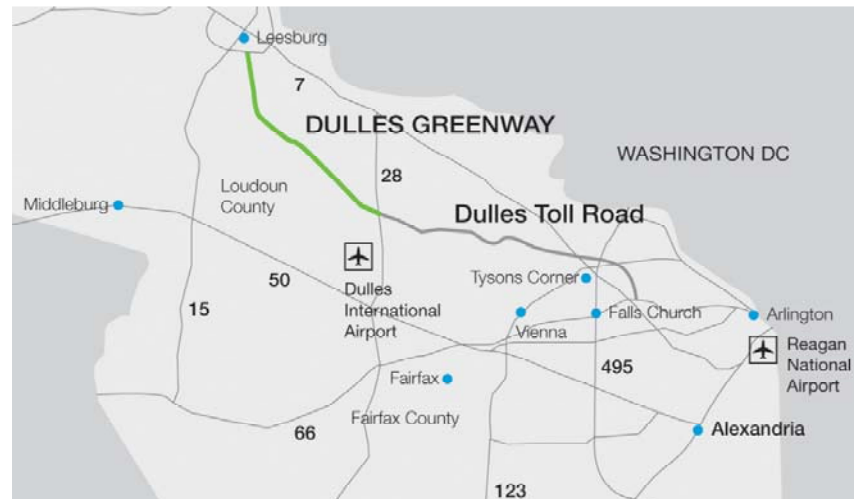 Leesburg
7
DULLES GREENWAY
WASHINGTON DC
28
Loudoun
County
Middleburg
Dulles Toll Road
50
Tysons Corner
Dulles
International
Airport
15
Vienna
Falls Church
Arlington
Reagan
National
Airport
495
Fairfax
Fairfax County
66
Alexandria
123